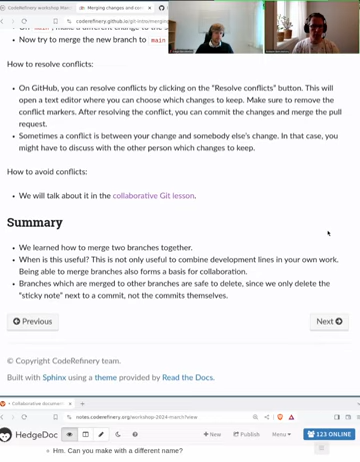 CodeRefinery workshop Mar
Merging changes and con
coderefinery.github.io/git-intro/merging
Now try to merge the new branch to main
How to resolve conflicts:
• On GitHub, you can resolve conflicts by clicking on the "Resolve conflicts" button. This will
open a text editor where you can choose which changes to keep. Make sure to remove the
conflict markers. After resolving the conflict, you can commit the changes and merge the pull
request.
• Sometimes a conflict is between your change and somebody else's change. In that case, you
might have to discuss with the other person which changes to keep.
How to avoid conflicts:
• We will talk about it in the collaborative Git lesson.
Summary
• We learned how to merge two branches together.
• When is this useful? This is not only useful to combine development lines in your own work.
Being able to merge branches also forms a basis for collaboration.
• Branches which are merged to other branches are safe to delete, since we only delete the
"sticky note" next to a commit, not the commits themselves.
Previous
Next
© Copyright CodeRefinery team.
Built with Sphinx using a theme provided by Read the Docs.
Collaborative documen
notes.coderefinery.org/workshop-2024-march?view
HedgeDoc
+ New
Publish
Menu
123 ONLINE
Hm. Can you make with a different name?